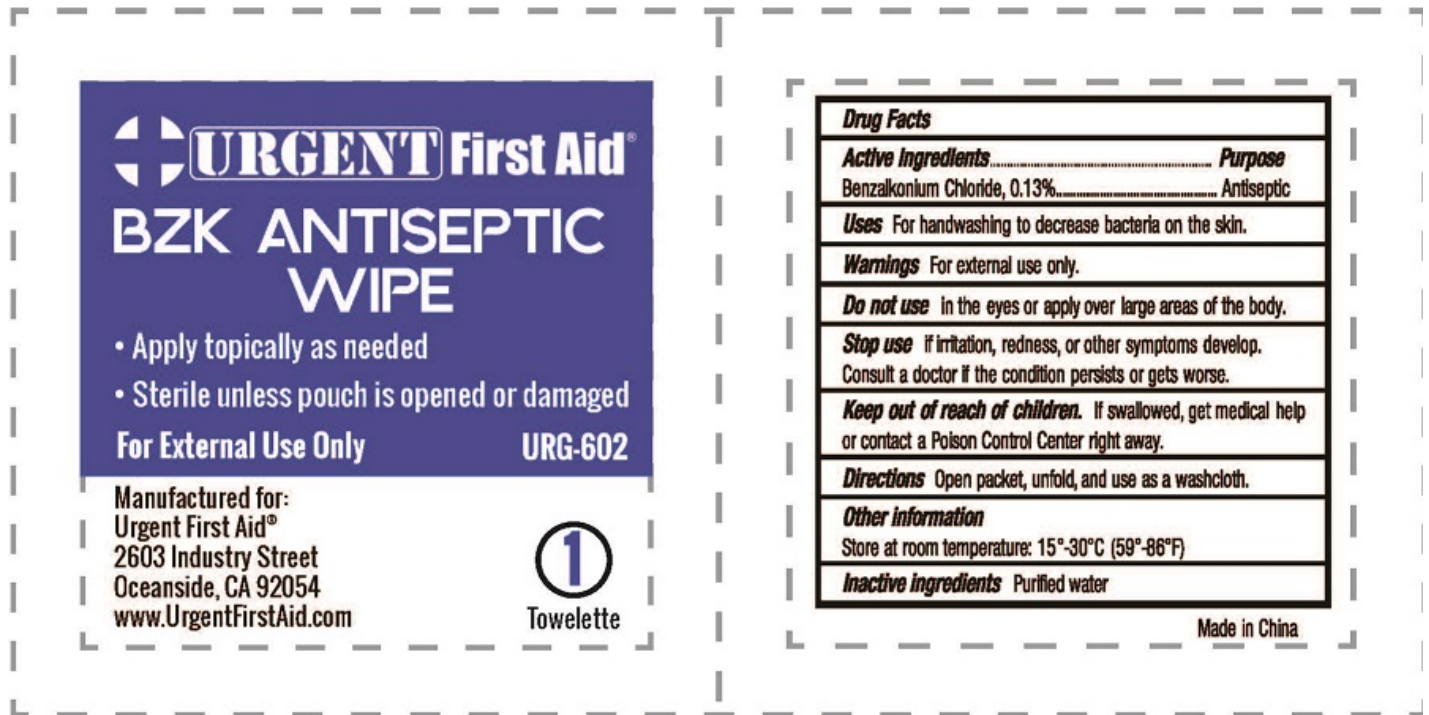 URGENT First Aid®
BZK ANTISEPTIC
WIPE
• Apply topically as needed
• Sterile unless pouch is opened or damaged
For External Use Only URG-602
Manufactured for:
Urgent First Aid®
2603 Industry Street
Oceanside, CA 92054
www.UrgentFirstAid.com
1
Towelette
Drug Facts
Active ingredients.......................................................... Purpose
Benzalkonium Chloride, 0.13%.......................................... Antiseptic
Uses For handwashing to decrease bacteria on the skin.
Warnings For external use only.
Do not use in the eyes or apply over large areas of the body.
Stop use if irritation, redness, or other symptoms develop.
Consult a doctor if the condition persists or gets worse.
Keep out of reach of children. If swallowed, get medical help
or contact a Poison Control Center right away.
Directions Open packet, unfold, and use as a washcloth.
Other information
Store at room temperature: 15°-30°C (59°-86°F)
Inactive ingredients Purified water
Made in China